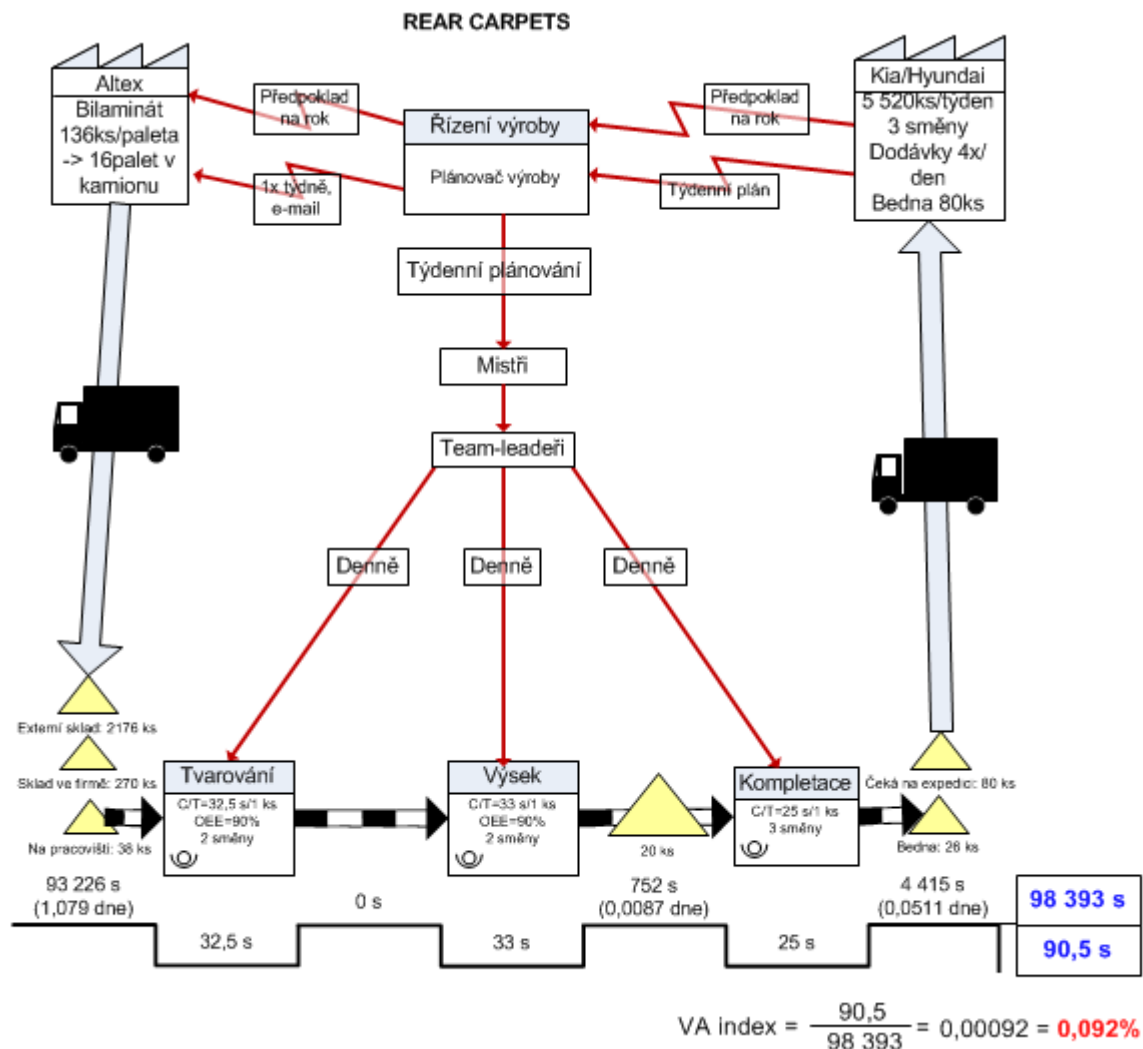 REAR CARPETS
Altex
Bilaminát
136ks/paleta
-> 16palet v
kamionu
Předpoklad
na rok
1x týdně,
e-mail
Řízení výroby
Plánovač výroby
Předpoklad
na rok
Týdenní plán
Kia/Hyundai
5 520ks/týden
3 směny
Dodávky 4x/
den
Bedna 80ks
Týdenní plánování
Mistři
Team-leadeři
Denně
Denně
Denně
Externí sklad: 2176 ks
Sklad ve firmě: 270 ks
Na pracovišti: 38 ks
Tvarování
C/T=32,5 s/1 ks
OEE=90%
2 směny
Výsek
C/T=33 s/1 ks
OEE=90%
2 směny
20 ks
Kompletace
C/T=25 s/1 ks
3 směny
Čeká na expedici: 80 ks
Bedna: 26 ks
93 226 s
(1,079 dne)
0 s
752 s
(0,0087 dne)
4 415 s
(0,0511 dne)
98 393 s
32,5 s
33 s
25 s
90,5 s
VA index = 90,5 / 98 393 = 0,00092 = 0,092%